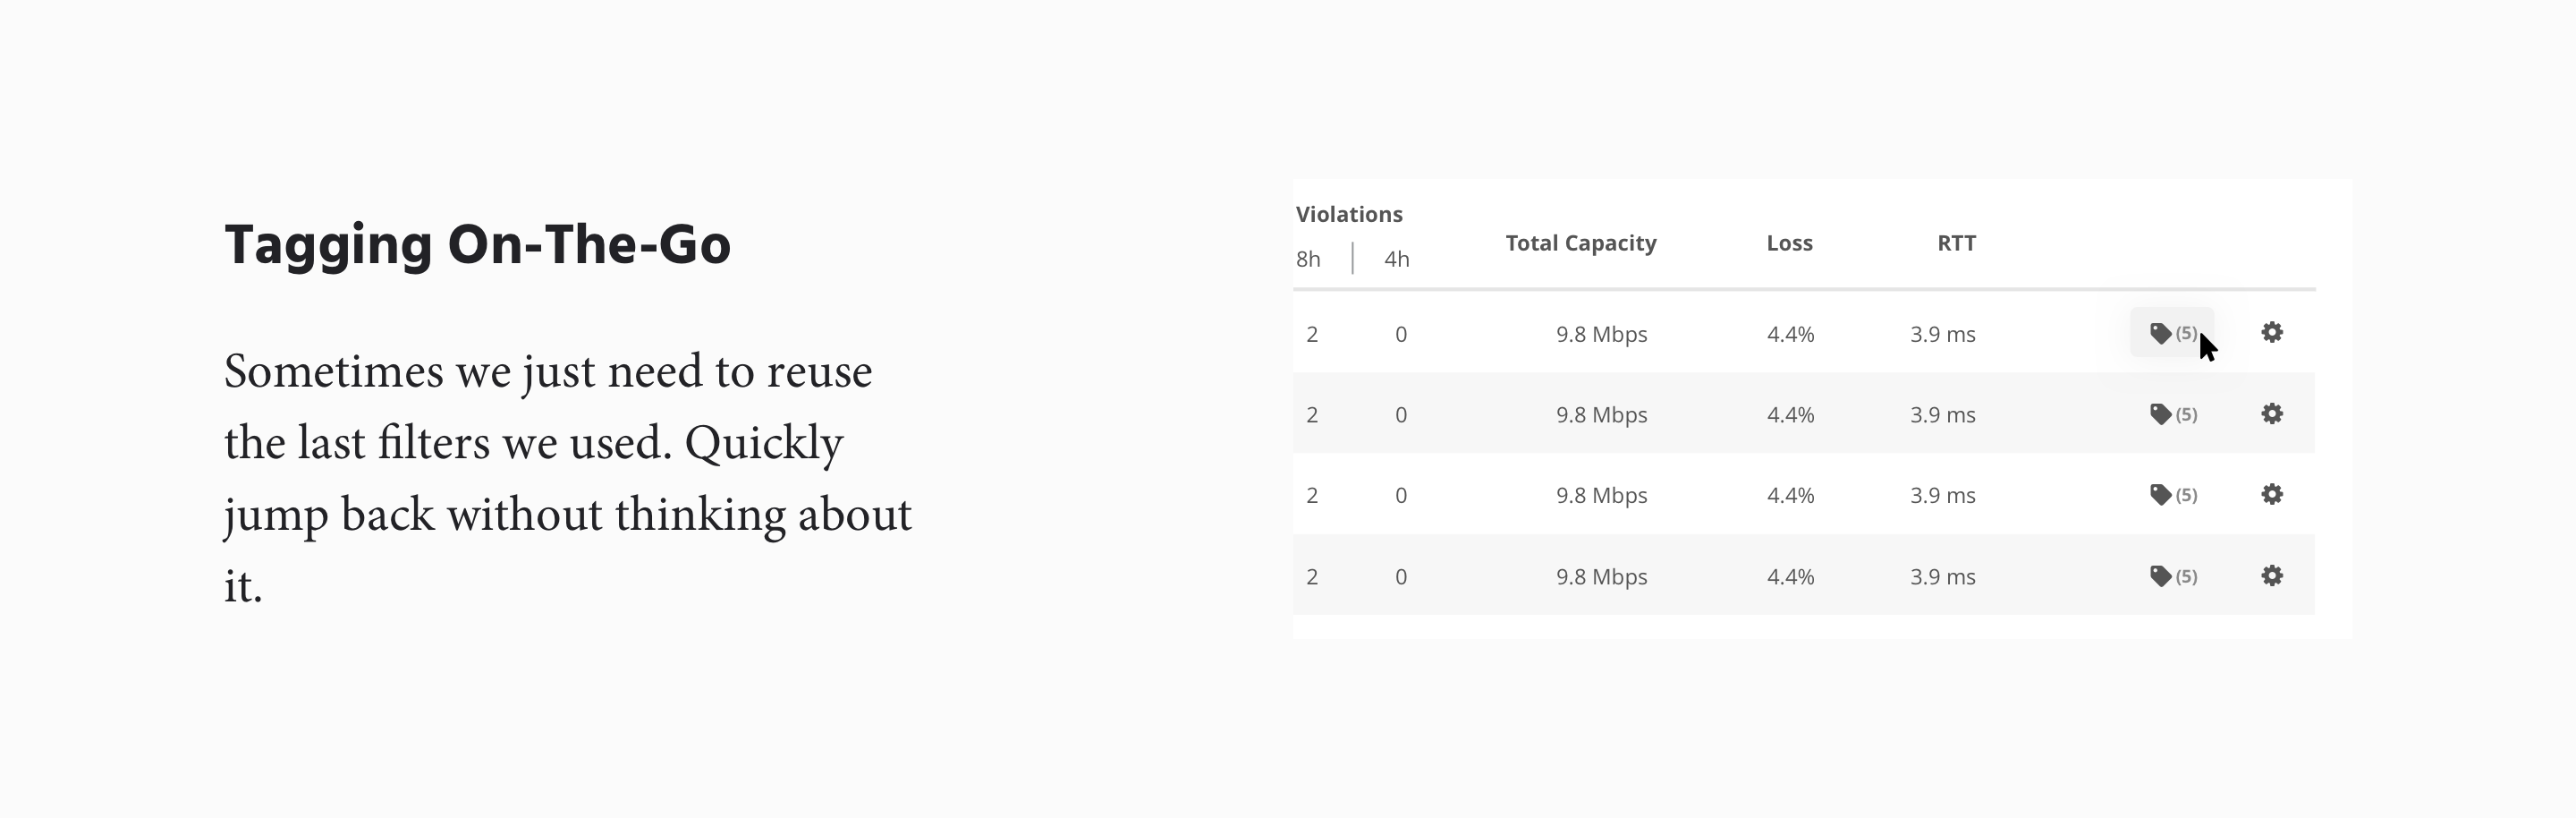 Tagging On-The-Go
Sometimes we just need to reuse
the last filters we used. Quickly
jump back without thinking about
it.
Violations
8h | 4h Total Capacity Loss RTT
2 0 9.8 Mbps 4.4% 3.9 ms (5)
2 0 9.8 Mbps 4.4% 3.9 ms (5)
2 0 9.8 Mbps 4.4% 3.9 ms (5)
2 0 9.8 Mbps 4.4% 3.9 ms (5)